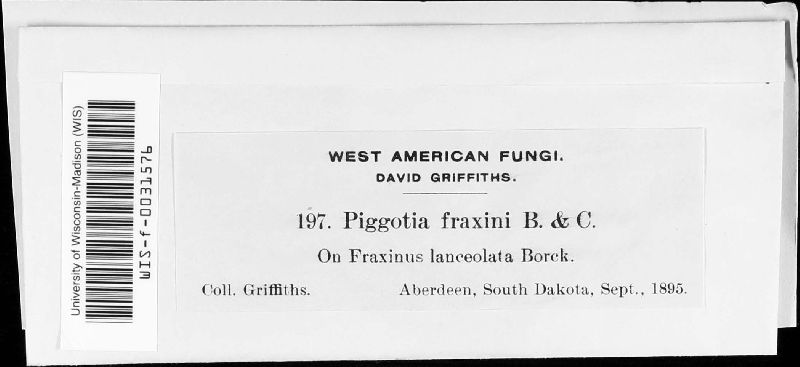 University of Wisconsin-Madison (WIS)
WIS-f-0031576
WEST AMERICAN FUNGI.
DAVID GRIFFITHS.
197. Piggotia fraxini B. & C.
On Fraxinus lanceolata Borck.
Coll. Griffiths. Aberdeen, South Dakota, Sept., 1895.